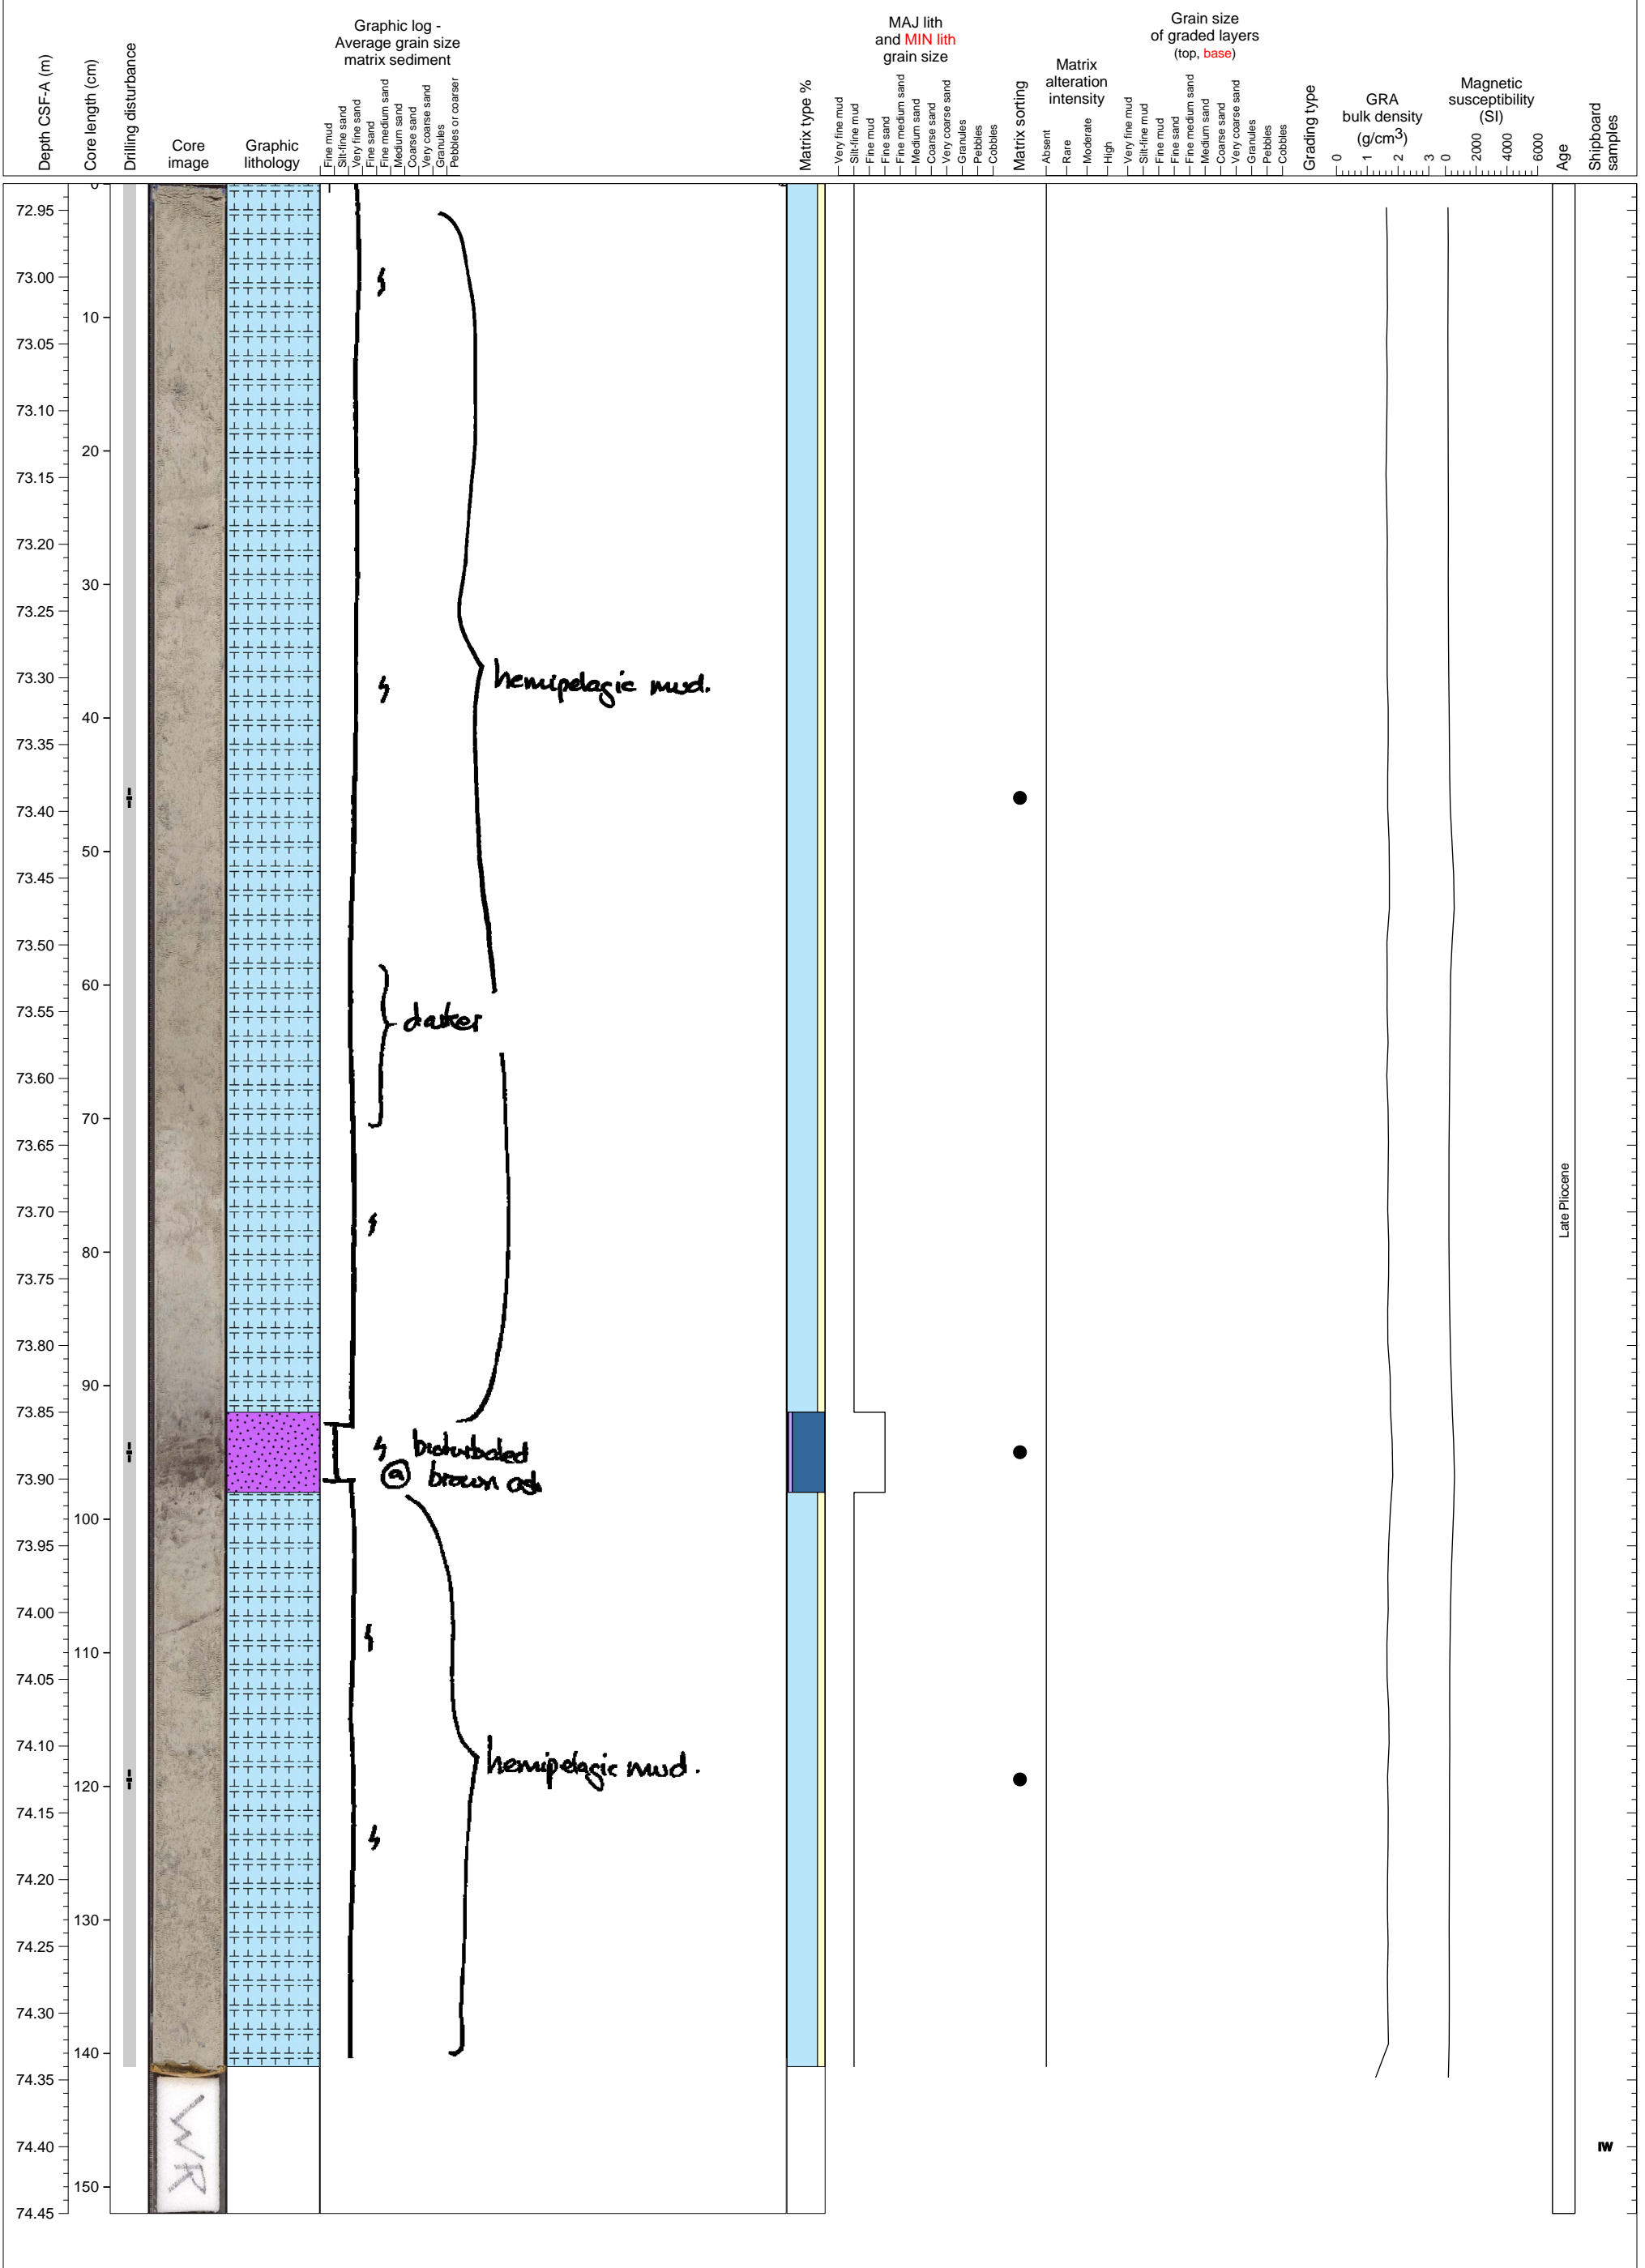 Depth CSF-A (m)
Core length (cm)
Drilling disturbance
Core
image
Graphic
lithology
Graphic log -
Average grain size
matrix sediment
Fine mud
Silt-fine sand
Very fine sand
Fine sand
Fine medium sand
Medium sand
Coarse sand
Very coarse sand
Granules
Pebbles or coarser
Matrix type %
MAJ lith
and MIN lith
grain size
Very fine mud
Silt-fine mud
Fine mud
Fine sand
Fine medium sand
Medium sand
Coarse sand
Very coarse sand
Granules
Pebbles
Cobbles
Matrix sorting
Matrix
alteration
intensity
Absent
Rare
Moderate
High
Grain size
of graded layers
(top, base)
Very fine mud
Silt-fine mud
Fine mud
Fine sand
Fine medium sand
Medium sand
Coarse sand
Very coarse sand
Granules
Pebbles
Cobbles
Grading type
GRA
bulk density
(g/cm3)
0 1 2 3
Magnetic
susceptibility
(SI)
0 2000 4000 6000
Age
Shipboard
samples
72.95
73.00
73.05
73.10
73.15
73.20
73.25
73.30
73.35
73.40
73.45
73.50
73.55
73.60
73.65
73.70
73.75
73.80
73.85
73.90
73.95
74.00
74.05
74.10
74.15
74.20
74.25
74.30
74.35
74.40
74.45
0
10
20
30
40
50
60
70
80
90
100
110
120
130
140
150
hemipelagic mud.
darker
bioturbated
@ brown ash
hemipelagic mud.
WR
Late Pliocene
IW